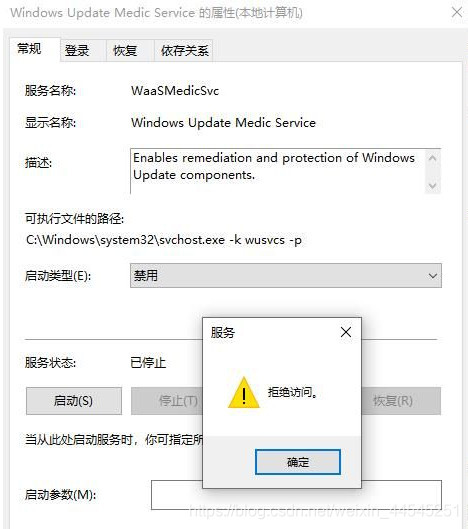 Windows Update Medic Service 的属性(本地计算机)
常规 登录 恢复 依存关系
服务名称: WaaSMedicSvc
显示名称: Windows Update Medic Service
描述: Enables remediation and protection of Windows
Update components.
可执行文件的路径:
C:\Windows\system32\svchost.exe -k wusvcs -p
启动类型(E): 禁用
服务
拒绝访问。
确定
服务状态: 已停止
启动(S) 停止(T) 恢复(R)
当从此处启动服务时，你可指定所
启动参数(M):
https://blog.csdn.net/weixin_44545251